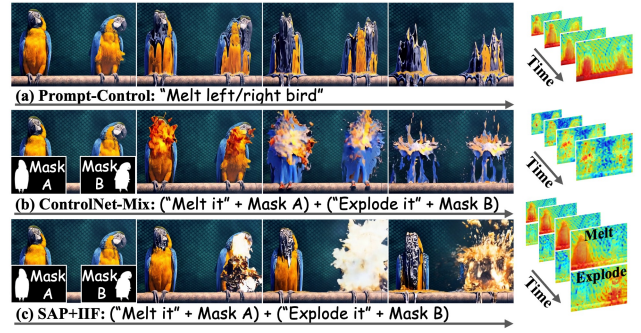 Time
(a) Prompt-Control: "Melt left/right bird"
Mask
A
Mask
B
Time
(b) ControlNet-Mix: ("Melt it" + Mask A) + ("Explode it" + Mask B)
Mask
A
Mask
B
Melt
Explode
Time
(c) SAP+IIF: ("Melt it" + Mask A) + ("Explode it" + Mask B)